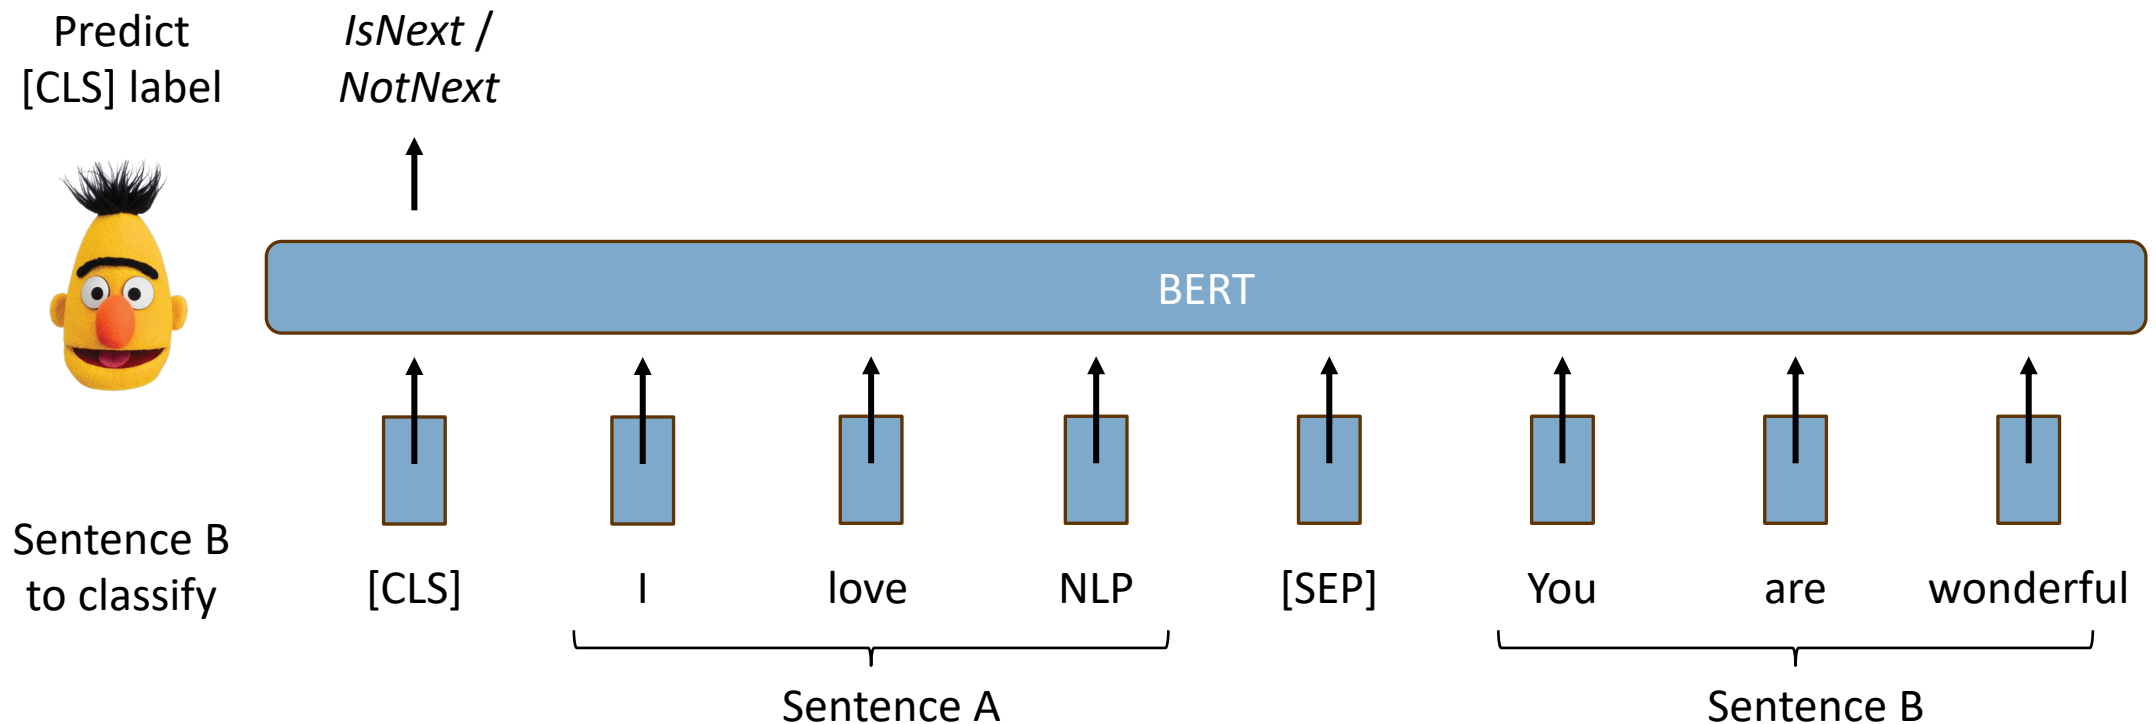 Predict
[CLS] label
IsNext /
NotNext
BERT
Sentence B
to classify
[CLS] I love NLP [SEP] You are wonderful
Sentence A Sentence B